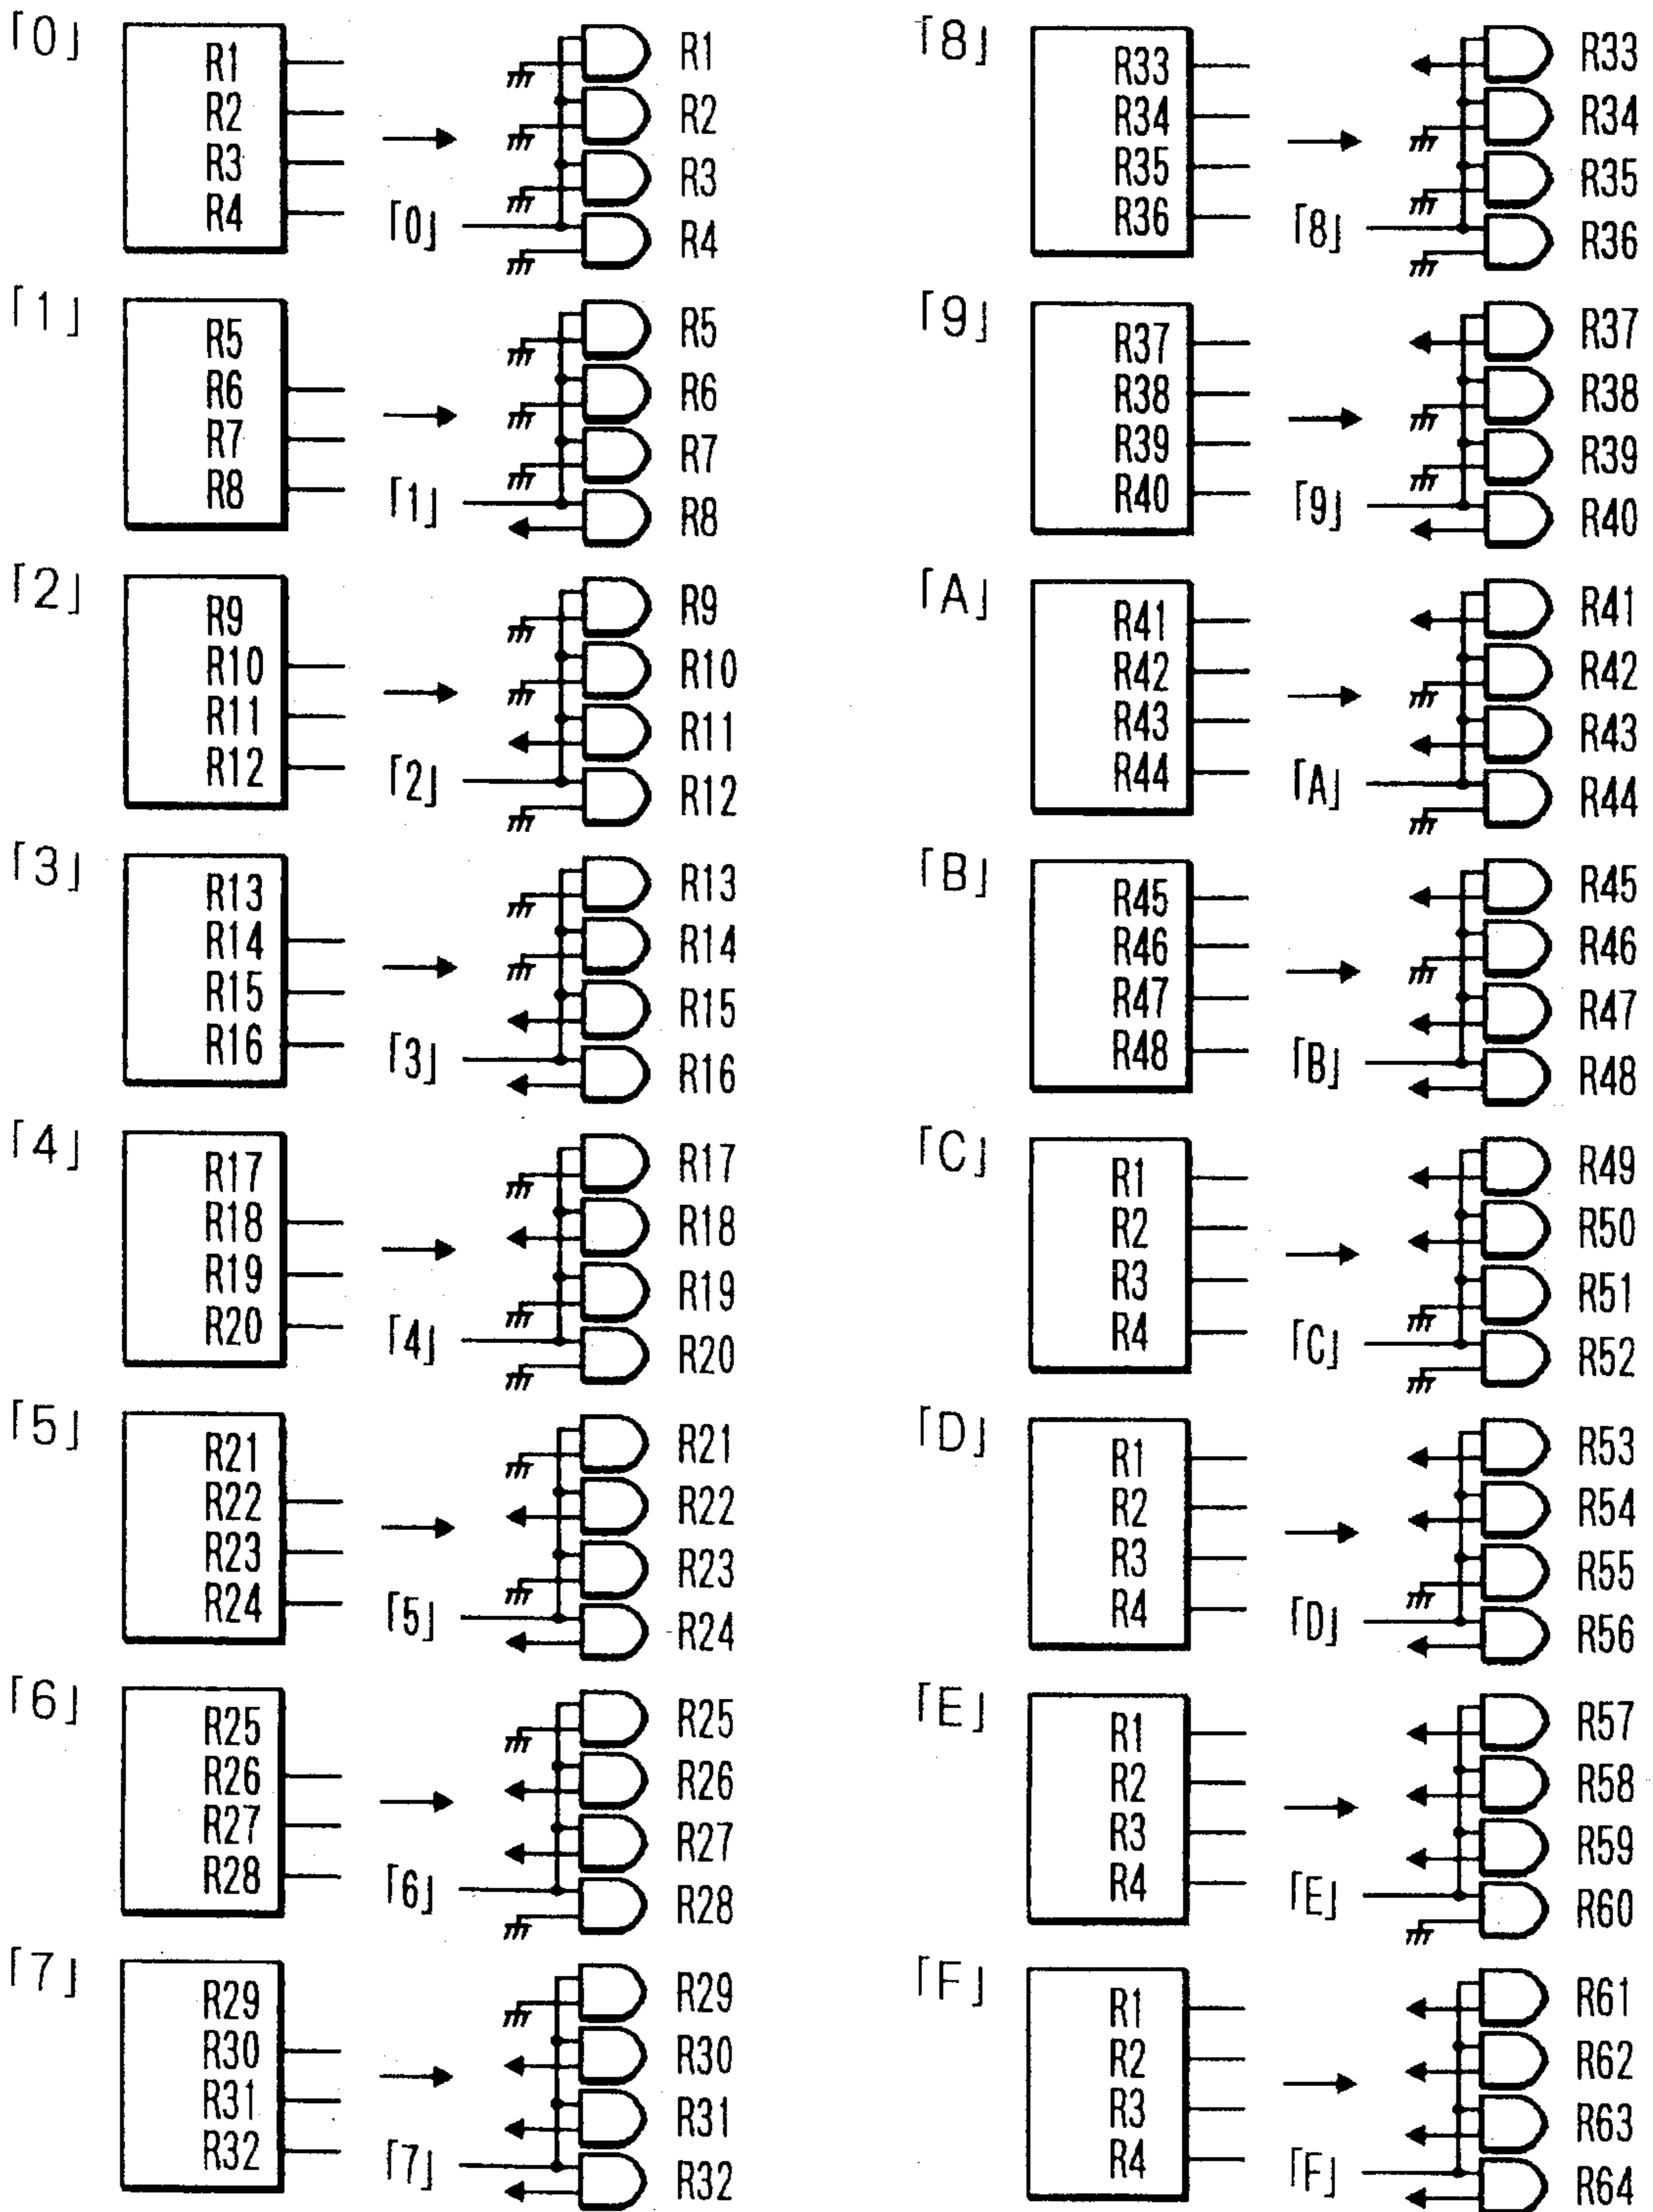 「0」
R1
R2
R3
R4
「0」
R1
R2
R3
R4
「1」
R5
R6
R7
R8
「1」
R5
R6
R7
R8
「2」
R9
R10
R11
R12
「2」
R9
R10
R11
R12
「3」
R13
R14
R15
R16
「3」
R13
R14
R15
R16
「4」
R17
R18
R19
R20
「4」
R17
R18
R19
R20
「5」
R21
R22
R23
R24
「5」
R21
R22
R23
R24
「6」
R25
R26
R27
R28
「6」
R25
R26
R27
R28
「7」
R29
R30
R31
R32
「7」
R29
R30
R31
R32
「8」
R33
R34
R35
R36
「8」
R33
R34
R35
R36
「9」
R37
R38
R39
R40
「9」
R37
R38
R39
R40
「A」
R41
R42
R43
R44
「A」
R41
R42
R43
R44
「B」
R45
R46
R47
R48
「B」
R45
R46
R47
R48
「C」
R1
R2
R3
R4
「C」
R49
R50
R51
R52
「D」
R1
R2
R3
R4
「D」
R53
R54
R55
R56
「E」
R1
R2
R3
R4
「E」
R57
R58
R59
R60
「F」
R1
R2
R3
R4
「F」
R61
R62
R63
R64